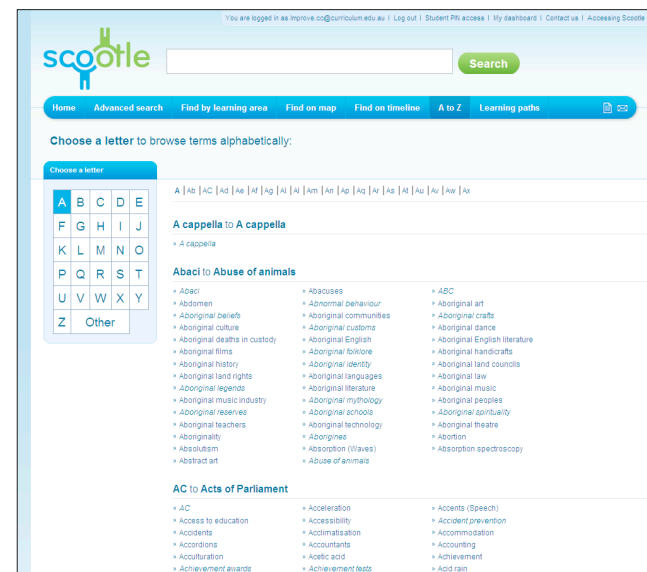 You are logged in as improve.cc@curriculum.edu.au | Log out | Student PIN access | My dashboard | Contact us | Accessing Scootle
scootle
Search
Home Advanced search Find by learning area Find on map Find on timeline A to Z Learning paths
Choose a letter to browse terms alphabetically:
Choose a letter
A B C D E
F G H I J
K L M N O
P Q R S T
U V W X Y
Z Other
A | Ab | AC | Ad | Ae | Af | Ag | AI | Al | Am | An | Ap | Aq | Ar | As | At | Au | Av | Aw | Ax
A cappella to A cappella
» A cappella
Abaci to Abuse of animals
» Abaci » Abacuses » ABC
» Abdomen » Abnormal behaviour » Aboriginal art
» Aboriginal beliefs » Aboriginal communities » Aboriginal crafts
» Aboriginal culture » Aboriginal customs » Aboriginal dance
» Aboriginal deaths in custody » Aboriginal English » Aboriginal English literature
» Aboriginal films » Aboriginal folklore » Aboriginal handicrafts
» Aboriginal history » Aboriginal identity » Aboriginal land councils
» Aboriginal land rights » Aboriginal languages » Aboriginal law
» Aboriginal legends » Aboriginal literature » Aboriginal music
» Aboriginal music industry » Aboriginal mythology » Aboriginal peoples
» Aboriginal reserves » Aboriginal schools » Aboriginal spirituality
» Aboriginal teachers » Aboriginal technology » Aboriginal theatre
» Aboriginality » Aborigines » Abortion
» Absolutism » Absorption (Waves) » Absorption spectroscopy
» Abstract art » Abuse of animals
AC to Acts of Parliament
» AC » Acceleration » Accents (Speech)
» Access to education » Accessibility » Accident prevention
» Accidents » Acclimatisation » Accommodation
» Accordions » Accountants » Accounting
» Acculturation » Acetic acid » Achievement
» Achievement awards » Achievement tests » Acid rain